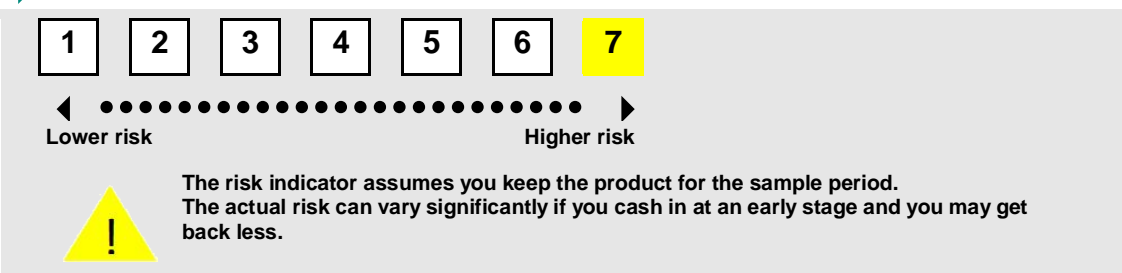 1 2 3 4 5 6 7
Lower risk Higher risk
The risk indicator assumes you keep the product for the sample period.
The actual risk can vary significantly if you cash in at an early stage and you may get
back less.
!